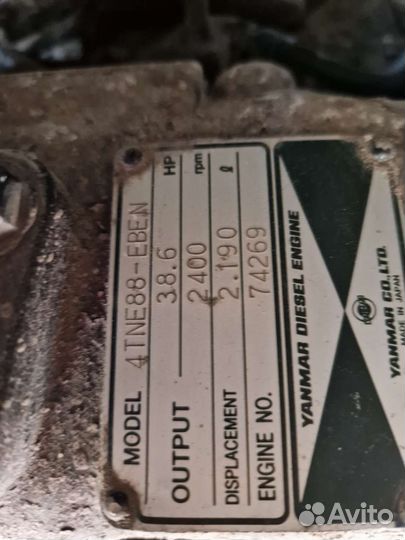 MODEL 4TNE88-EBEN
OUTPUT 38.6 HP
2400 rpm
DISPLACEMENT 2.190 ℓ
ENGINE NO. 74269
YANMAR DIESEL ENGINE
YANMAR CO.,LTD.
MADE IN JAPAN
Avito